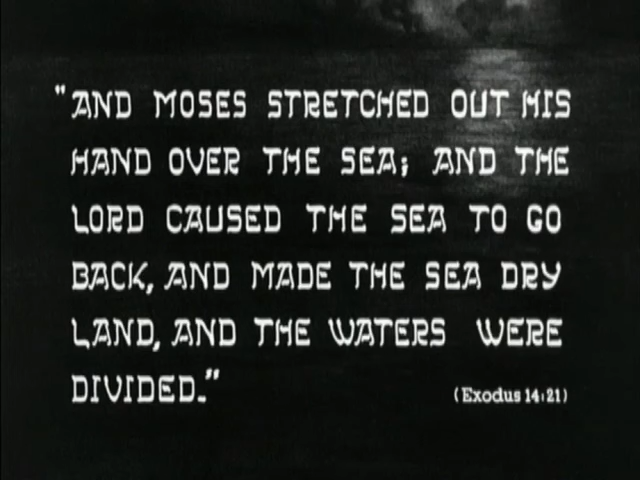 "AND MOSES STRETCHED OUT HIS
HAND OVER THE SEA; AND THE
LORD CAUSED THE SEA TO GO
BACK, AND MADE THE SEA DRY
LAND, AND THE WATERS WERE
DIVIDED."
(Exodus 14:21)